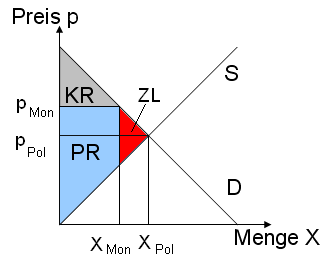 Preis p
S
KR
ZL
p Mon
p Pol
PR
D
X Mon
X Pol
Menge X